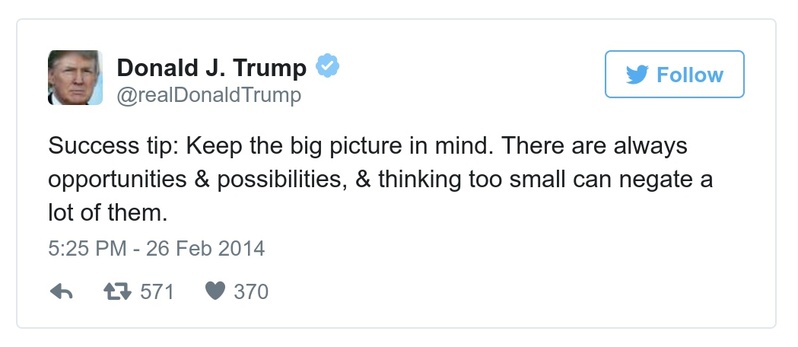 Donald J. Trump
@realDonaldTrump
Follow
Success tip: Keep the big picture in mind. There are always
opportunities & possibilities, & thinking too small can negate a
lot of them.
5:25 PM - 26 Feb 2014
571 370